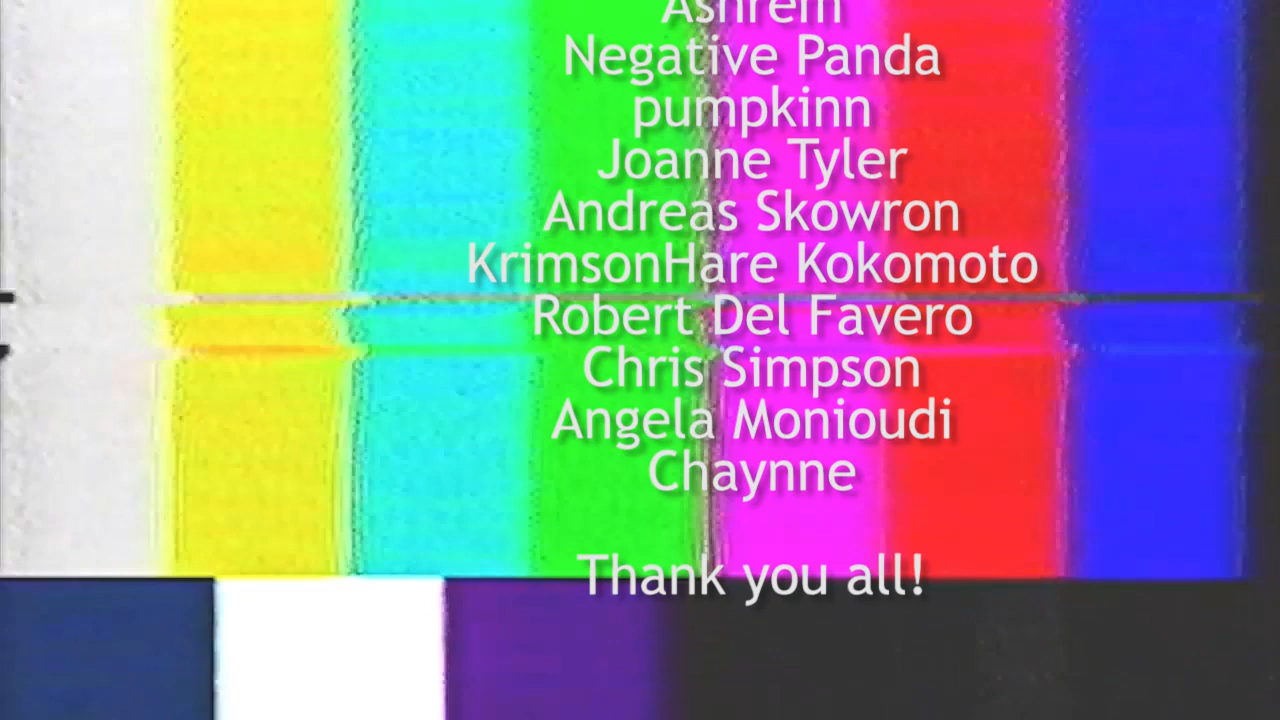 Ashrem
Negative Panda
pumpkinn
Joanne Tyler
Andreas Skowron
KrimsonHare Kokomoto
Robert Del Favero
Chris Simpson
Angela Monioudi
Chaynne
Thank you all!